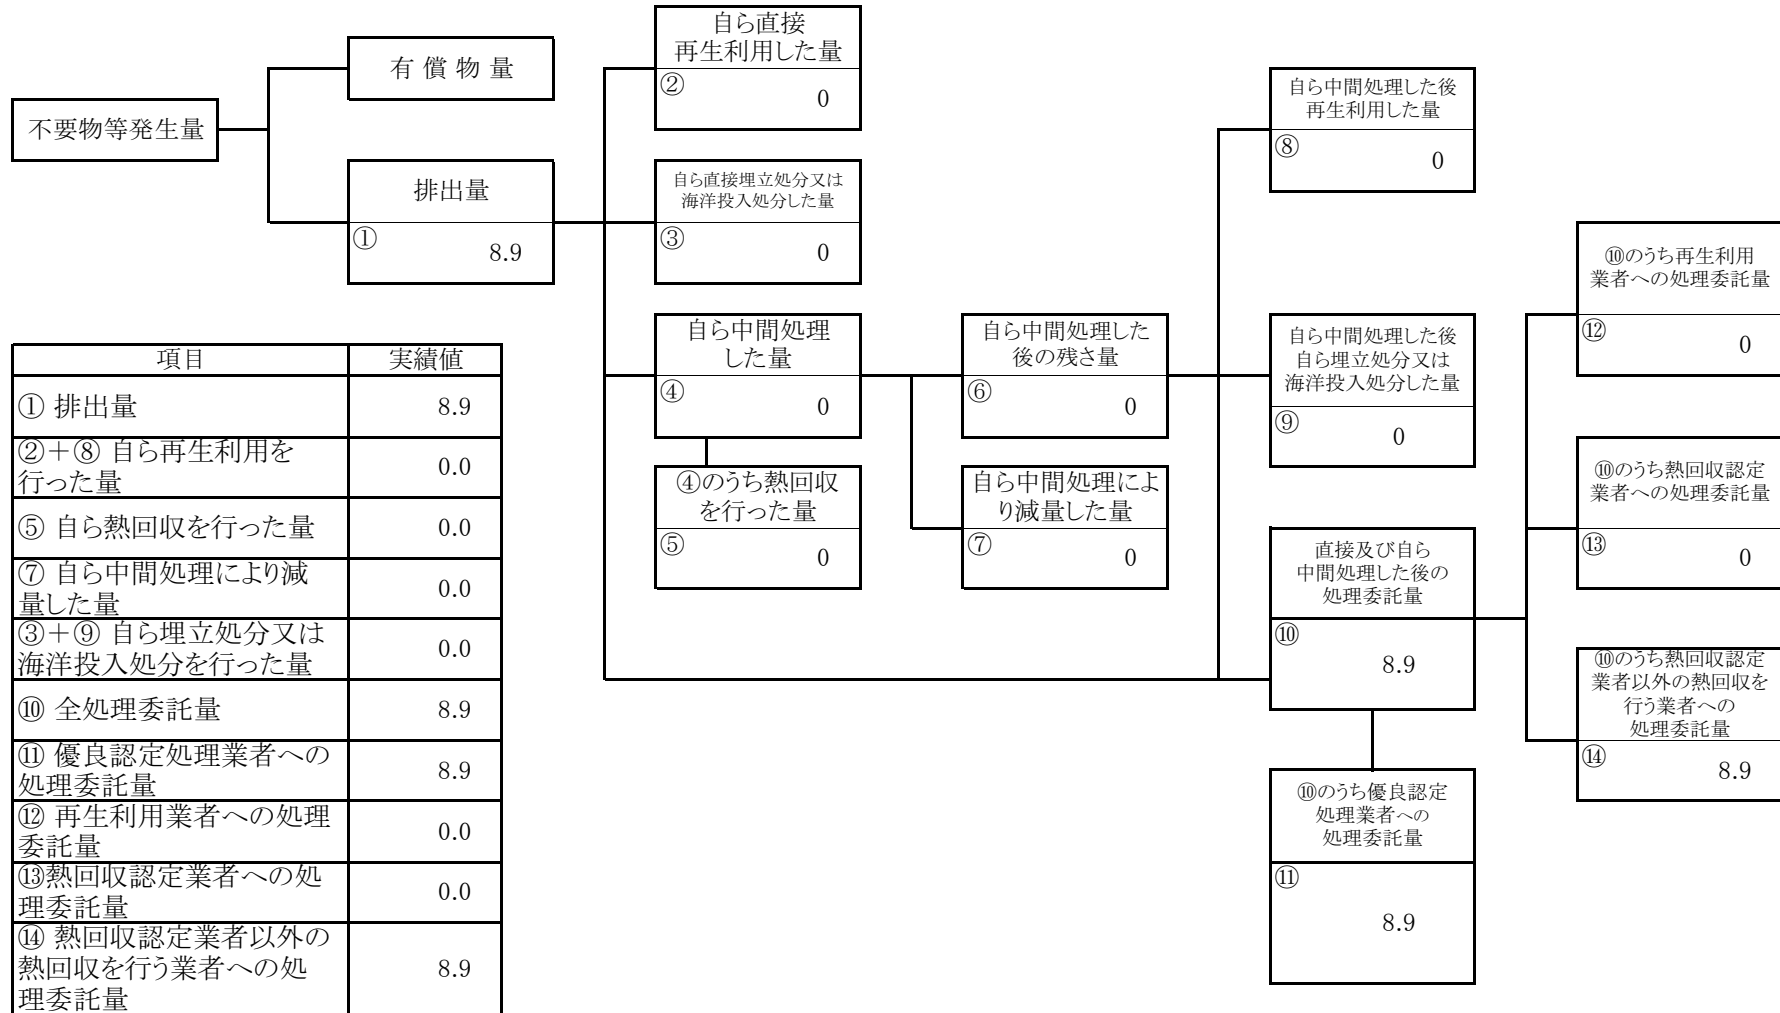 不要物等発生量
有 償 物 量
排出量
①
8.9
自ら直接
再生利用した量
②
0
自ら直接埋立処分又は
海洋投入処分した量
③
0
自ら中間処理
した量
④
0
④のうち熱回収
を行った量
⑤
0
自ら中間処理した
後の残さ量
⑥
0
自ら中間処理によ
り減量した量
⑦
0
自ら中間処理した後
再生利用した量
⑧
0
自ら中間処理した後
自ら埋立処分又は
海洋投入処分した量
⑨
0
直接及び自ら
中間処理した後の
処理委託量
⑩
8.9
⑩のうち優良認定
処理業者への
処理委託量
⑪
8.9
⑩のうち再生利用
業者への処理委託量
⑫
0
⑩のうち熱回収認定
業者への処理委託量
⑬
0
⑩のうち熱回収認定
業者以外の熱回収を
行う業者への
処理委託量
⑭
8.9
項目 実績値
① 排出量 8.9
②＋⑧ 自ら再生利用を
行った量 0.0
⑤ 自ら熱回収を行った量 0.0
⑦ 自ら中間処理により減
量した量 0.0
③＋⑨ 自ら埋立処分又は
海洋投入処分を行った量 0.0
⑩ 全処理委託量 8.9
⑪ 優良認定処理業者への
処理委託量 8.9
⑫ 再生利用業者への処理
委託量 0.0
⑬熱回収認定業者への処
理委託量 0.0
⑭ 熱回収認定業者以外の
熱回収を行う業者への処
理委託量 8.9